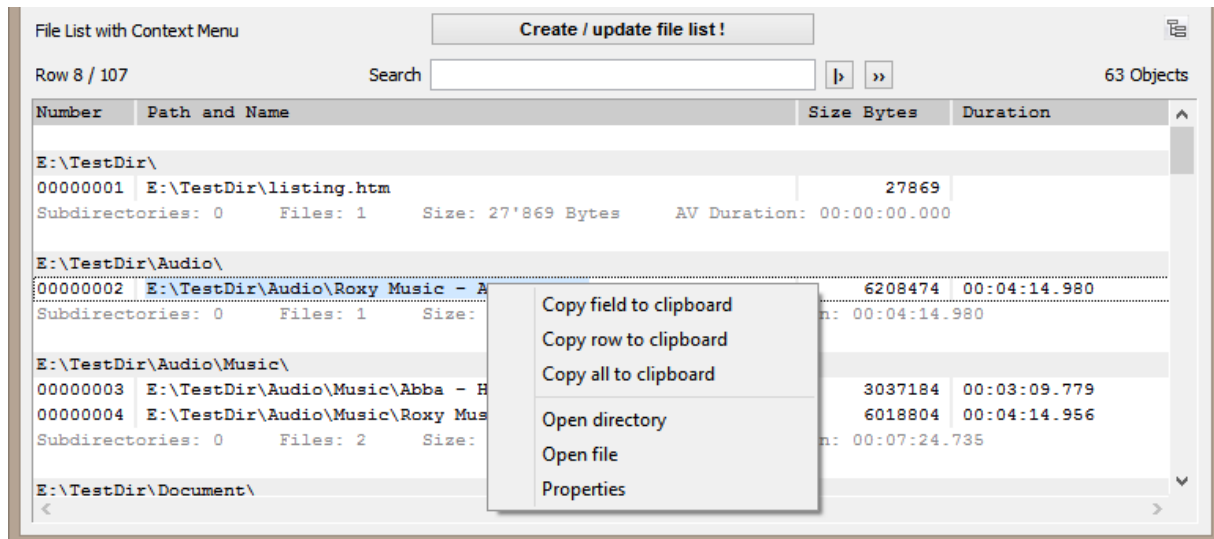 File List with Context Menu Create / update file list !
Row 8 / 107 Search |› ›› 63 Objects
Number Path and Name Size Bytes Duration
E:\TestDir\
00000001 E:\TestDir\listing.htm 27869
Subdirectories: 0 Files: 1 Size: 27'869 Bytes AV Duration: 00:00:00.000
E:\TestDir\Audio\
00000002 E:\TestDir\Audio\Roxy Music - A 6208474 00:04:14.980
Subdirectories: 0 Files: 1 Size: n: 00:04:14.980
E:\TestDir\Audio\Music\
00000003 E:\TestDir\Audio\Music\Abba - H 3037184 00:03:09.779
00000004 E:\TestDir\Audio\Music\Roxy Mus 6018804 00:04:14.956
Subdirectories: 0 Files: 2 Size: n: 00:07:24.735
E:\TestDir\Document\
Copy field to clipboard
Copy row to clipboard
Copy all to clipboard
Open directory
Open file
Properties